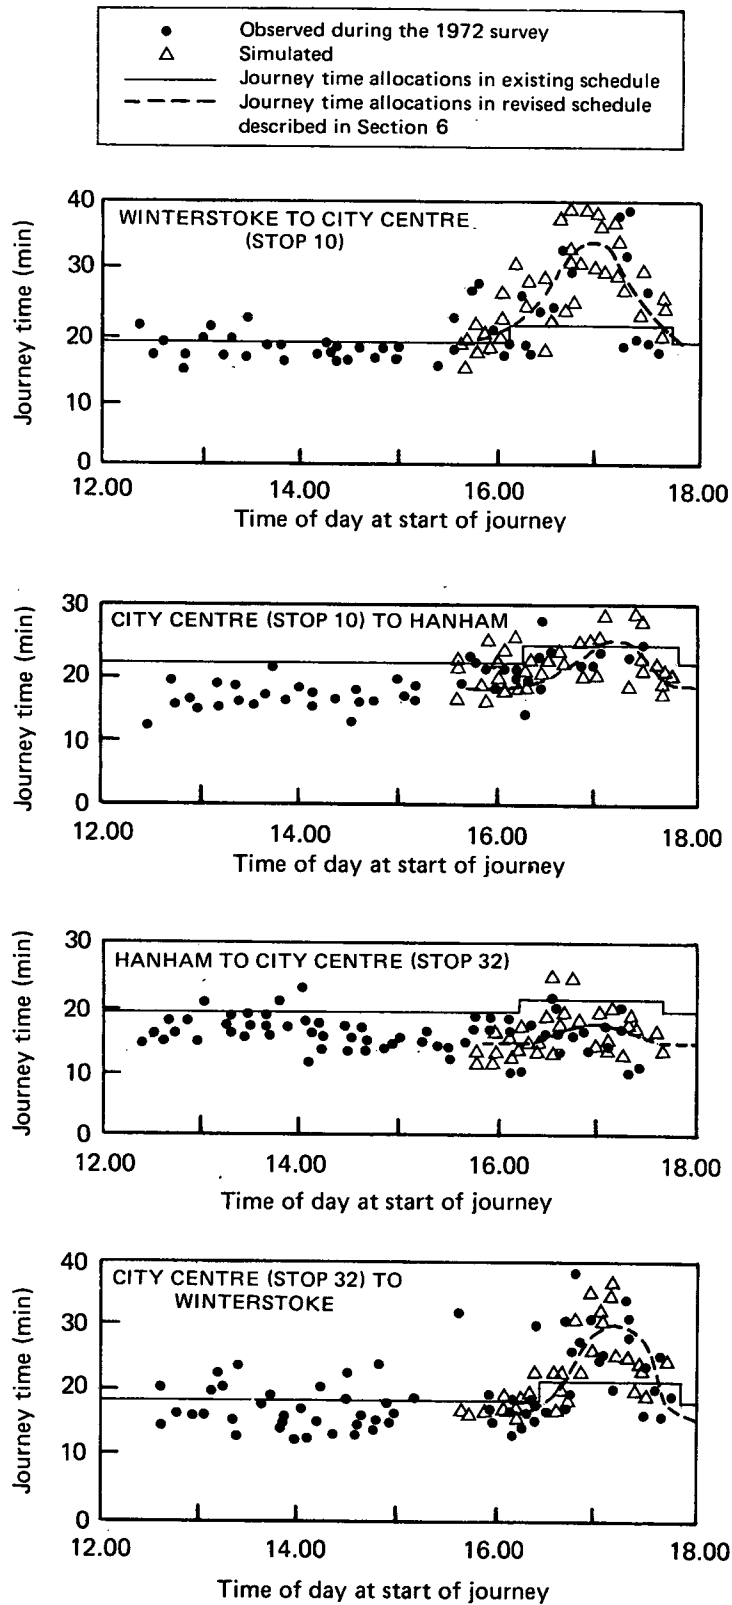 Observed during the 1972 survey
Simulated
Journey time allocations in existing schedule
Journey time allocations in revised schedule
described in Section 6
40
30
20
10
0
Journey time (min)
WINTERSTOKE TO CITY CENTRE
(STOP 10)
12.00 14.00 16.00 18.00
Time of day at start of journey
30
20
10
0
Journey time (min)
CITY CENTRE (STOP 10) TO HANHAM
12.00 14.00 16.00 18.00
Time of day at start of journey
30
20
10
0
Journey time (min)
HANHAM TO CITY CENTRE (STOP 32)
12.00 14.00 16.00 18.00
Time of day at start of journey
40
30
20
10
0
Journey time (min)
CITY CENTRE (STOP 32) TO
WINTERSTOKE
12.00 14.00 16.00 18.00
Time of day at start of journey